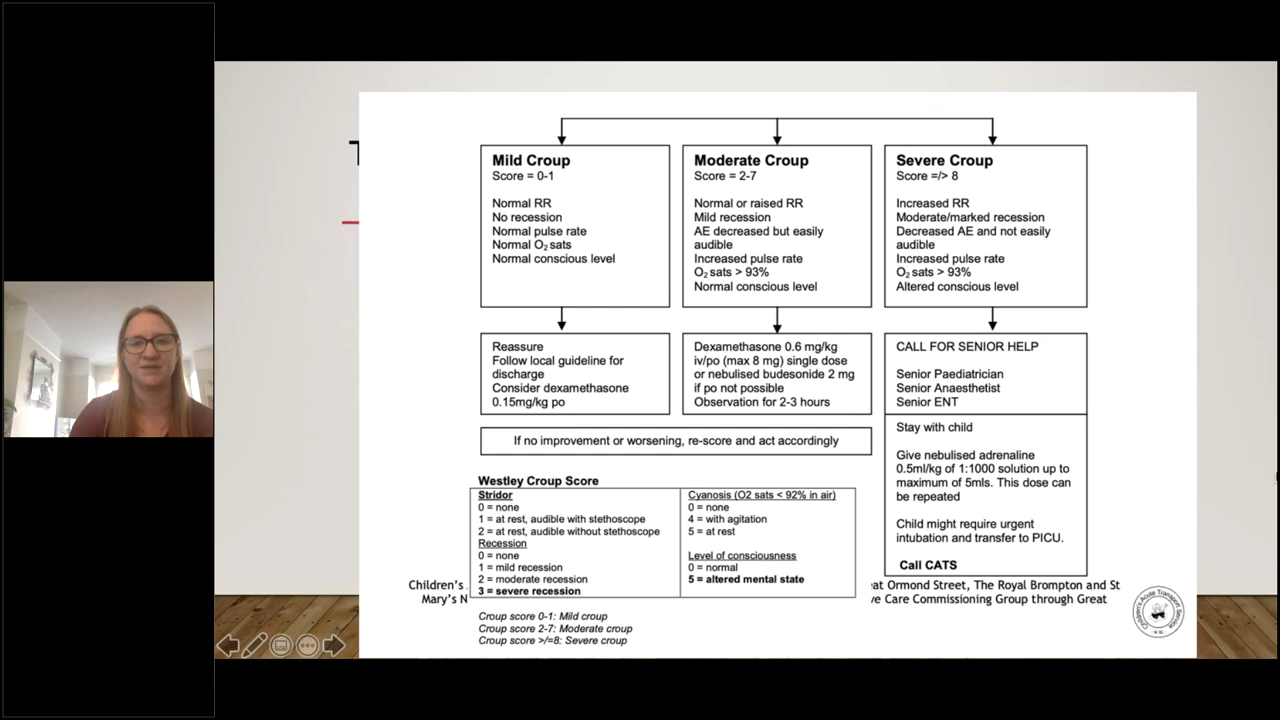 T
Mild Croup
Score = 0-1
Normal RR
No recession
Normal pulse rate
Normal O2 sats
Normal conscious level
Moderate Croup
Score = 2-7
Normal or raised RR
Mild recession
AE decreased but easily
audible
Increased pulse rate
O2 sats > 93%
Normal conscious level
Severe Croup
Score =/> 8
Increased RR
Moderate/marked recession
Decreased AE and not easily
audible
Increased pulse rate
O2 sats > 93%
Altered conscious level
Reassure
Follow local guideline for
discharge
Consider dexamethasone
0.15mg/kg po
Dexamethasone 0.6 mg/kg
iv/po (max 8 mg) single dose
or nebulised budesonide 2 mg
if po not possible
Observation for 2-3 hours
CALL FOR SENIOR HELP
Senior Paediatrician
Senior Anaesthetist
Senior ENT
Stay with child
Give nebulised adrenaline
0.5ml/kg of 1:1000 solution up to
maximum of 5mls. This dose can
be repeated
Child might require urgent
intubation and transfer to PICU.
Call CATS
If no improvement or worsening, re-score and act accordingly
Westley Croup Score
Stridor
0 = none
1 = at rest, audible with stethoscope
2 = at rest, audible without stethoscope
Recession
0 = none
1 = mild recession
2 = moderate recession
3 = severe recession
Cyanosis (O2 sats < 92% in air)
0 = none
4 = with agitation
5 = at rest
Level of consciousness
0 = normal
5 = altered mental state
Children's
eat Ormond Street, The Royal Brompton and St
Mary's N
ve Care Commissioning Group through Great
Croup score 0-1: Mild croup
Croup score 2-7: Moderate croup
Croup score >/=8: Severe croup
Children's Acute Transport Service